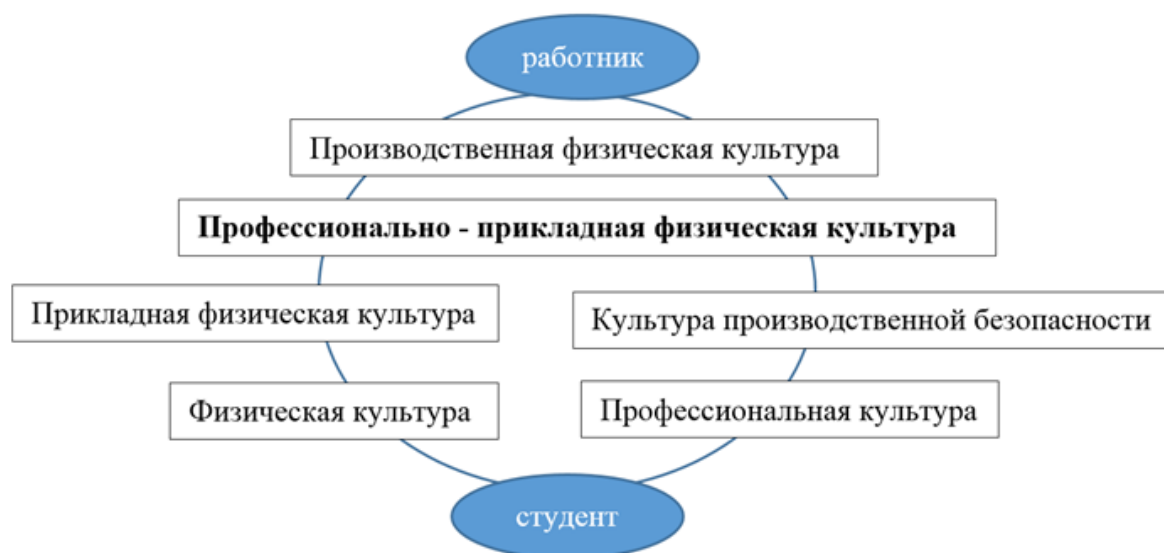 работник
Производственная физическая культура
Профессионально - прикладная физическая культура
Прикладная физическая культура
Культура производственной безопасности
Физическая культура
Профессиональная культура
студент